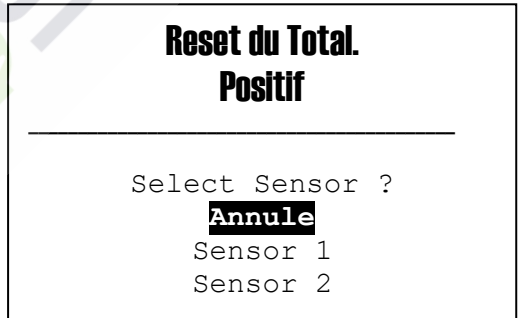 Reset du Total.
Positif
Select Sensor ?
Annule
Sensor 1
Sensor 2